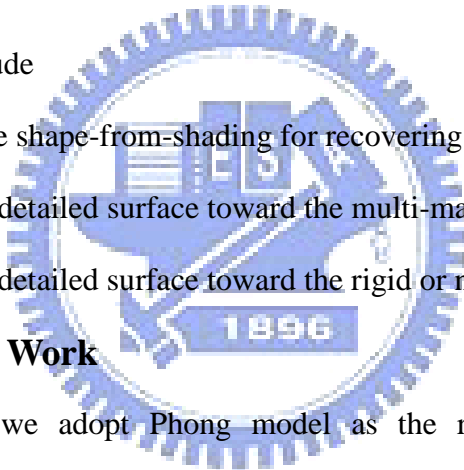 ude
e shape-from-shading for recovering
detailed surface toward the multi-ma
detailed surface toward the rigid or
E S
1896
Work
we adopt Phong model as the